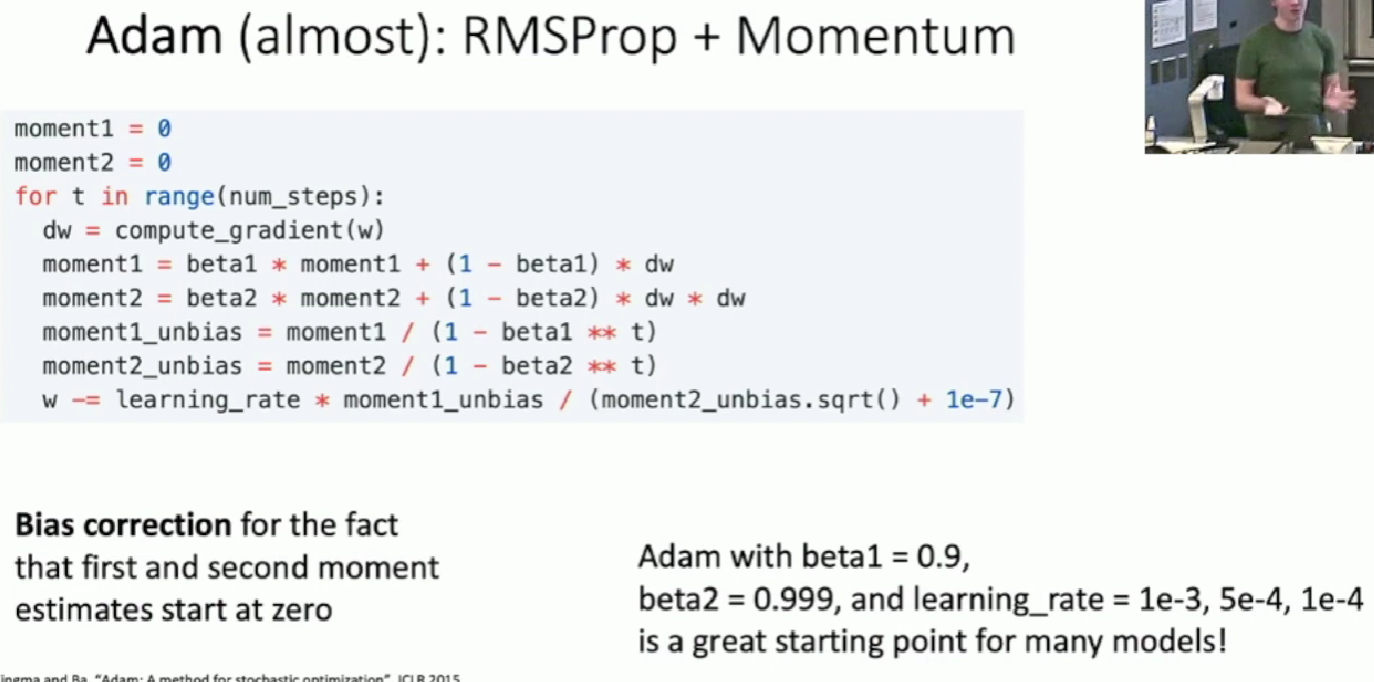 Adam (almost): RMSProp + Momentum
moment1 = 0
moment2 = 0
for t in range(num_steps):
  dw = compute_gradient(w)
  moment1 = beta1 * moment1 + (1 - beta1) * dw
  moment2 = beta2 * moment2 + (1 - beta2) * dw * dw
  moment1_unbias = moment1 / (1 - beta1 ** t)
  moment2_unbias = moment2 / (1 - beta2 ** t)
  w -= learning_rate * moment1_unbias / (moment2_unbias.sqrt() + 1e-7)
Bias correction for the fact
that first and second moment
estimates start at zero
Adam with beta1 = 0.9,
beta2 = 0.999, and learning_rate = 1e-3, 5e-4, 1e-4
is a great starting point for many models!
ingma and Ba, "Adam: A method for stochastic optimization", ICLR 2015